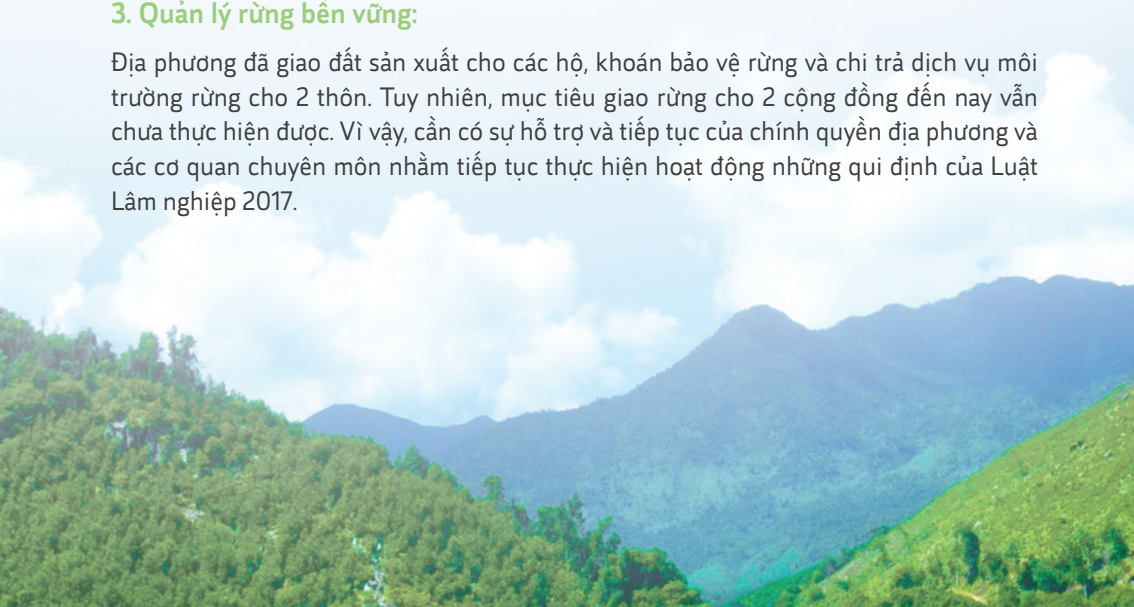 3. Quản lý rừng bền vững:
Địa phương đã giao đất sản xuất cho các hộ, khoán bảo vệ rừng và chi trả dịch vụ môi
trường rừng cho 2 thôn. Tuy nhiên, mục tiêu giao rừng cho 2 cộng đồng đến nay vẫn
chưa thực hiện được. Vì vậy, cần có sự hỗ trợ và tiếp tục của chính quyền địa phương và
các cơ quan chuyên môn nhằm tiếp tục thực hiện hoạt động những qui định của Luật
Lâm nghiệp 2017.